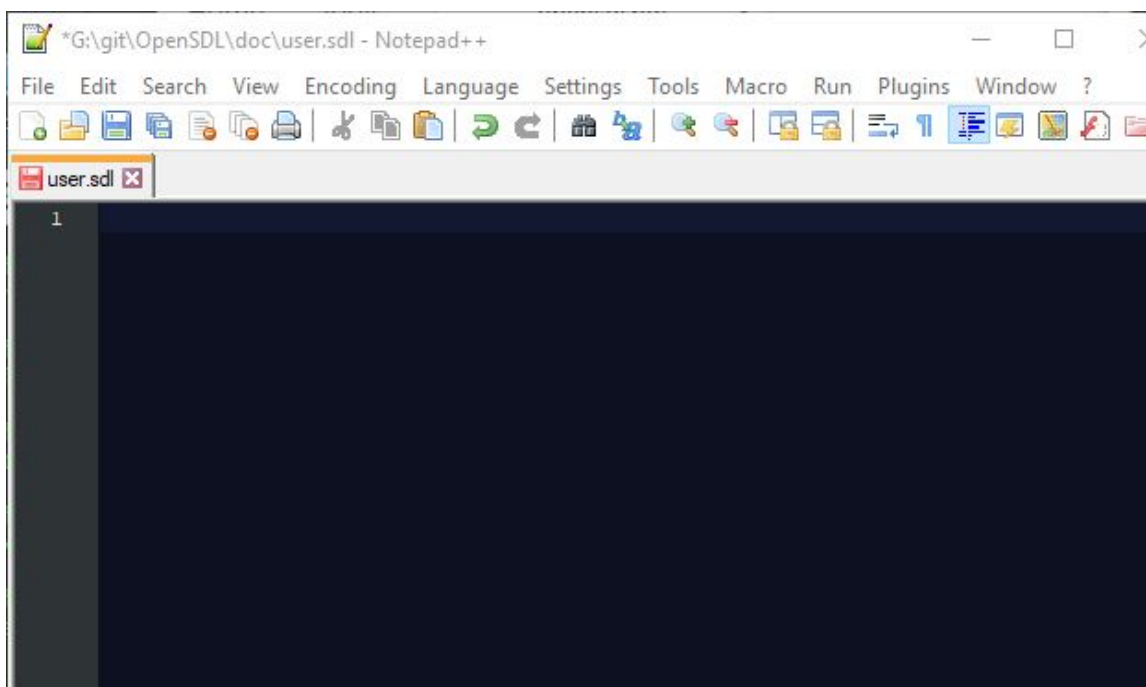 *G:\git\OpenSDL\doc\user.sdl - Notepad++
File Edit Search View Encoding Language Settings Tools Macro Run Plugins Window ?
user.sdl
1